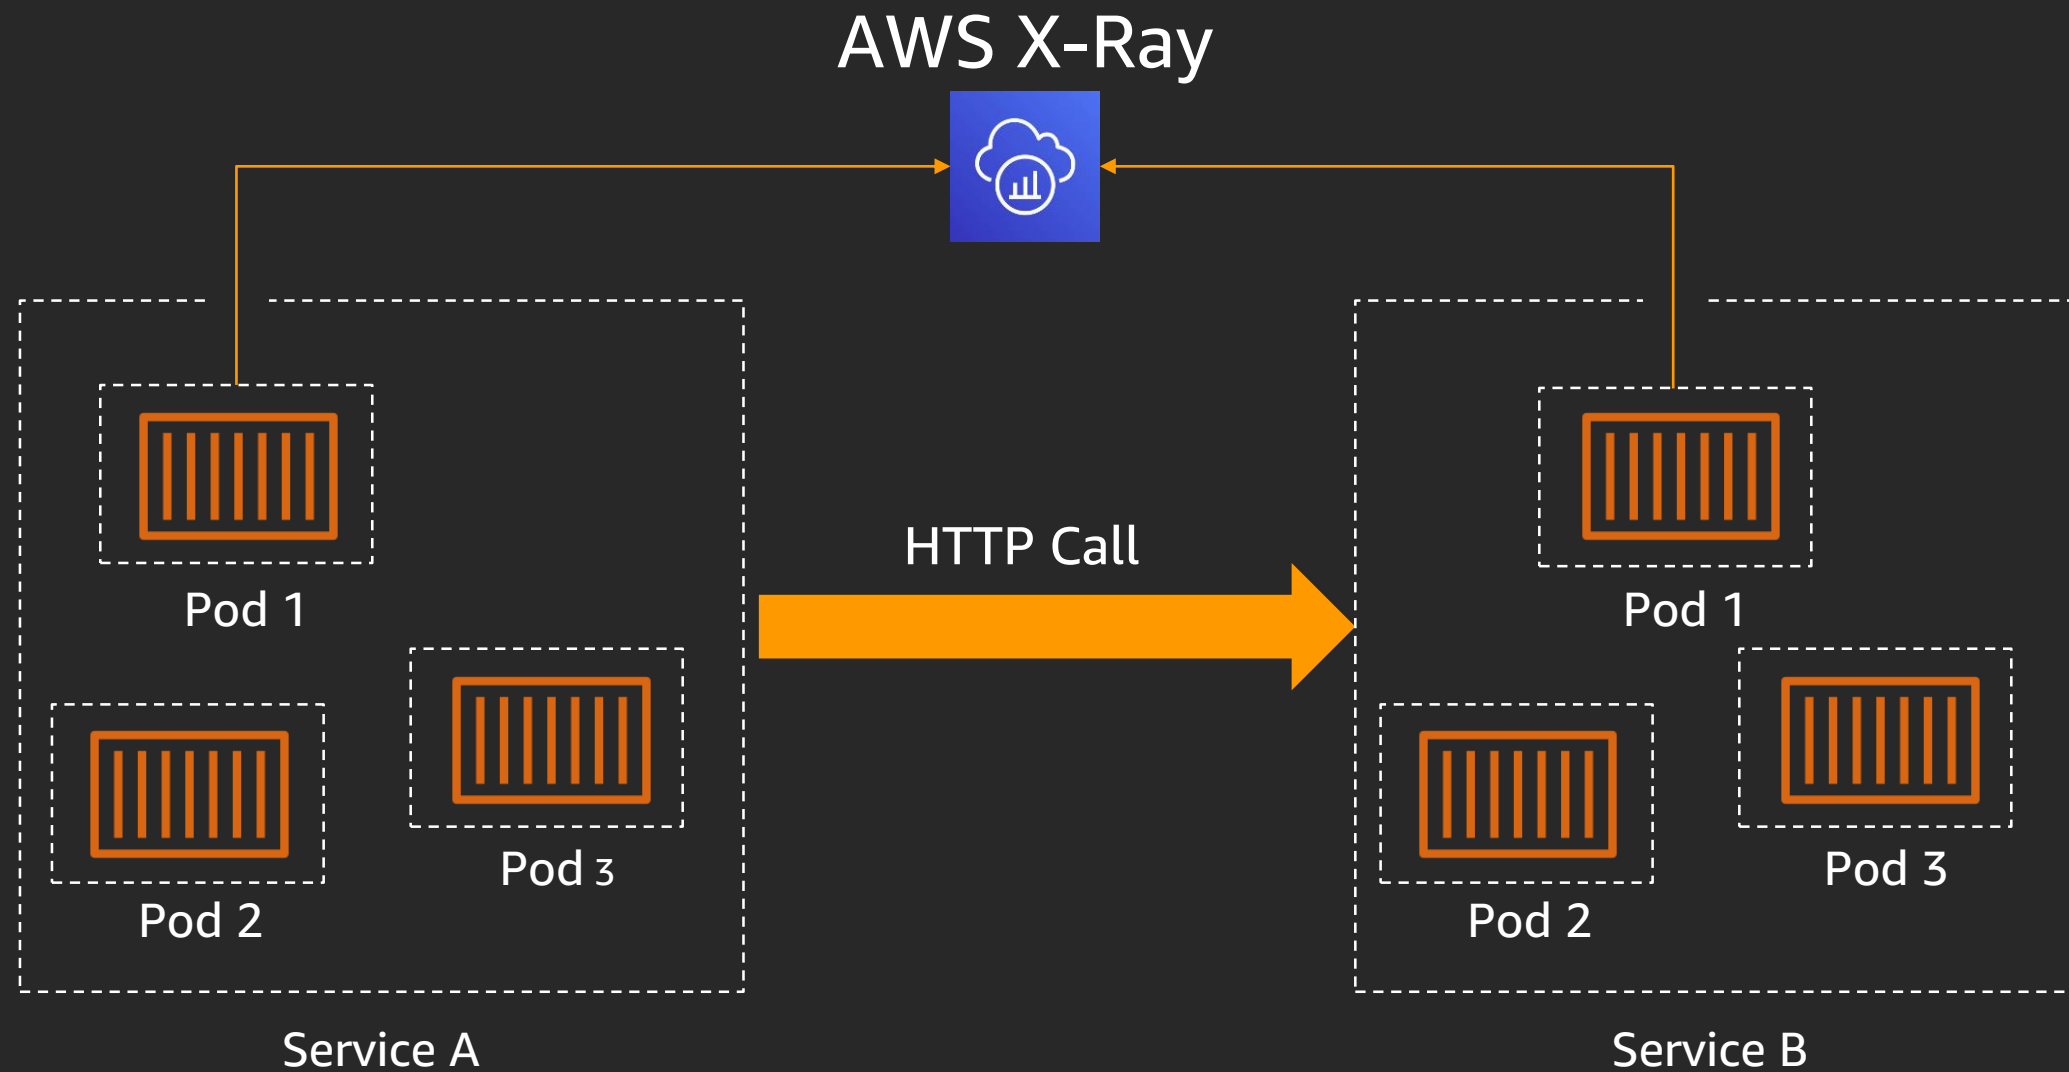 AWS X-Ray
HTTP Call
Pod 1
Pod 1
Pod 3
Pod 3
Pod 2
Pod 2
Service A
Service B